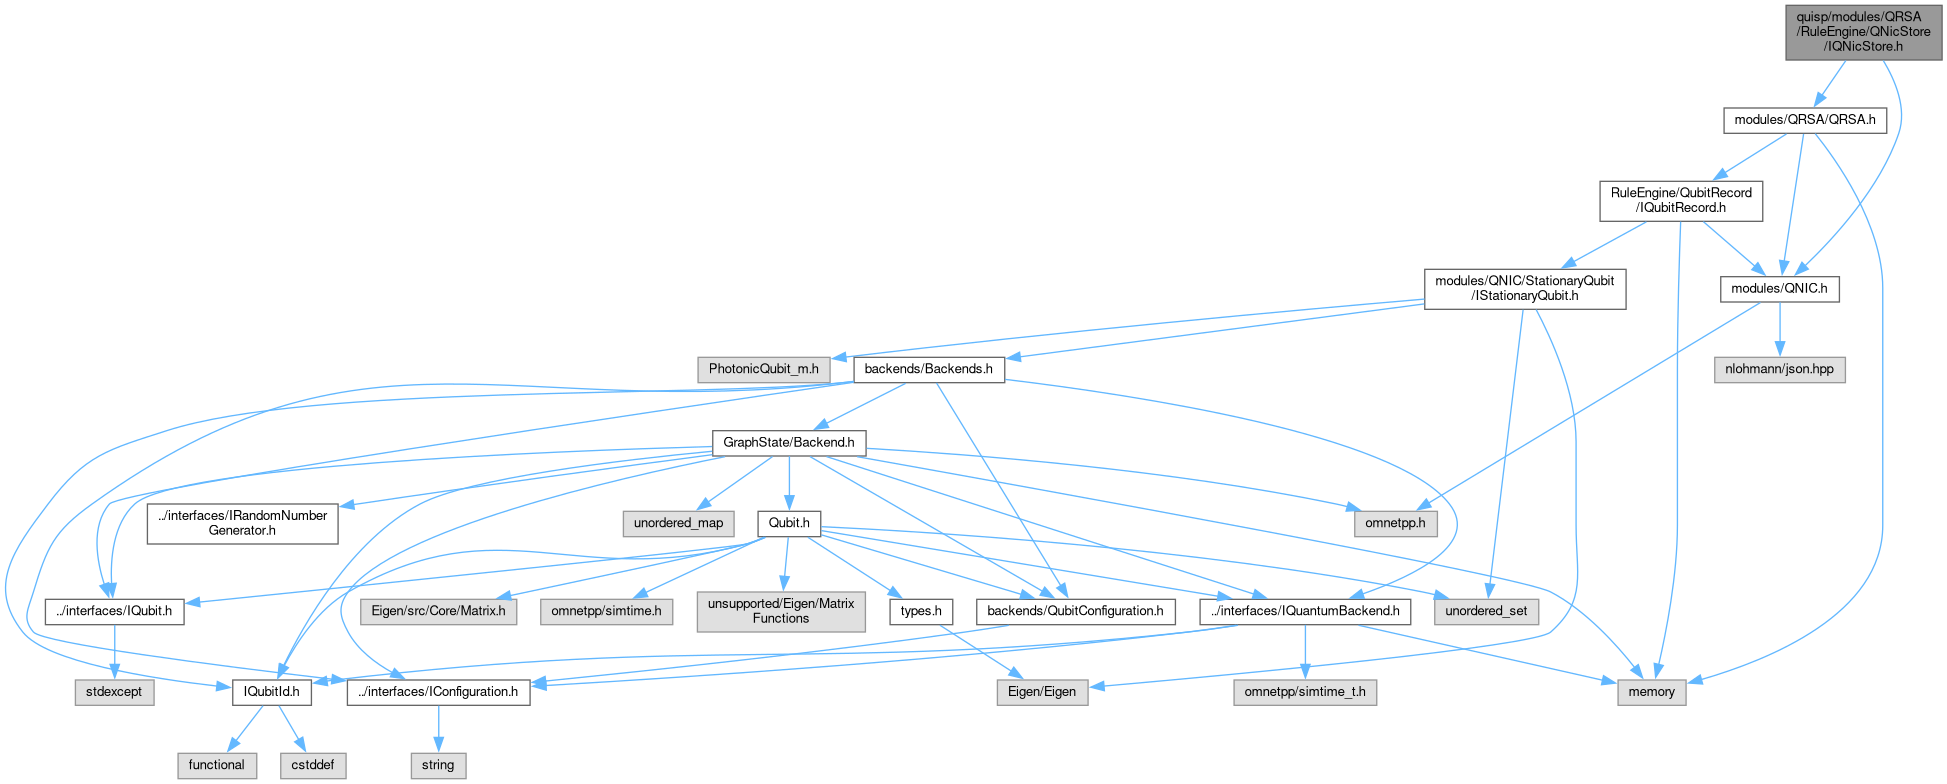 quisp/modules/QRSA
/RuleEngine/QNicStore
/IQNicStore.h
modules/QRSA/QRSA.h
RuleEngine/QubitRecord
/IQubitRecord.h
modules/QNIC/StationaryQubit
/IStationaryQubit.h
modules/QNIC.h
PhotonicQubit_m.h
backends/Backends.h
nlohmann/json.hpp
GraphState/Backend.h
../interfaces/IRandomNumber
Generator.h
unordered_map
Qubit.h
omnetpp.h
../interfaces/IQubit.h
Eigen/src/Core/Matrix.h
omnetpp/simtime.h
unsupported/Eigen/Matrix
Functions
types.h
backends/QubitConfiguration.h
../interfaces/IQuantumBackend.h
unordered_set
stdexcept
IQubitId.h
../interfaces/IConfiguration.h
Eigen/Eigen
omnetpp/simtime_t.h
memory
functional
cstddef
string